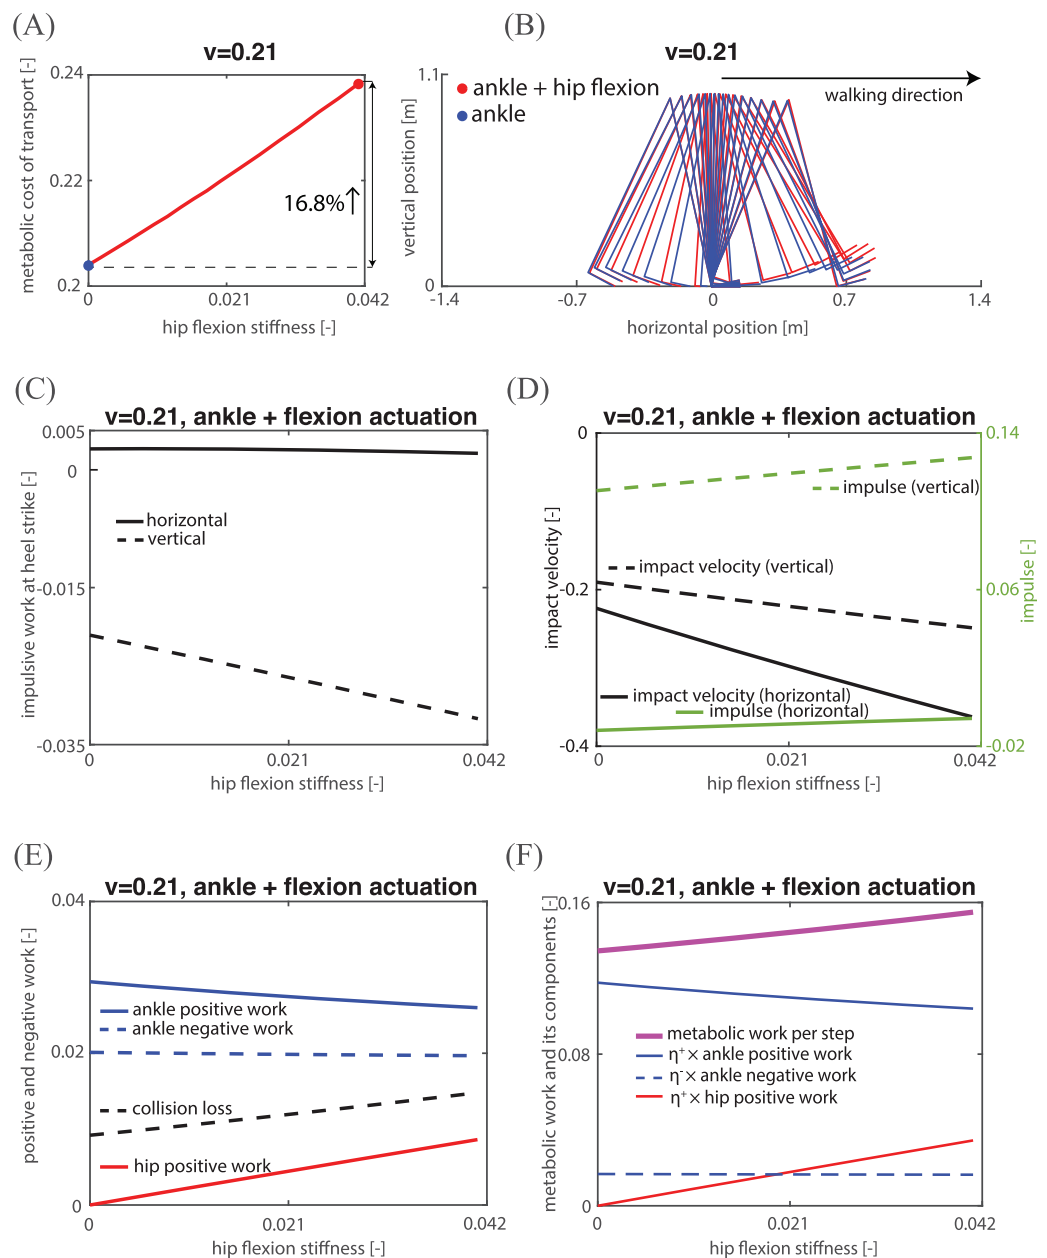 (A)
v=0.21
metabolic cost of transport [-]
0.24
0.22
0.2
16.8%
0
0.021
0.042
hip flexion stiffness [-]
(B)
v=0.21
vertical position [m]
1.1
0
ankle + hip flexion
ankle
walking direction
-1.4
-0.7
0
0.7
1.4
horizontal position [m]
(C)
v=0.21, ankle + flexion actuation
impulsive work at heel strike [-]
0.005
0
-0.015
-0.035
horizontal
vertical
0
0.021
0.042
hip flexion stiffness [-]
(D)
v=0.21, ankle + flexion actuation
impact velocity [-]
0
-0.2
-0.4
impulse (vertical)
impact velocity (vertical)
impact velocity (horizontal)
impulse (horizontal)
0.14
0.06
-0.02
impulse [-]
0
0.021
0.042
hip flexion stiffness [-]
(E)
v=0.21, ankle + flexion actuation
positive and negative work [-]
0.04
0.02
0
ankle positive work
ankle negative work
collision loss
hip positive work
0
0.021
0.042
hip flexion stiffness [-]
(F)
v=0.21, ankle + flexion actuation
metabolic work and its components [-]
0.16
0.08
0
metabolic work per step
η⁺× ankle positive work
η⁻× ankle negative work
η⁺× hip positive work
0
0.021
0.042
hip flexion stiffness [-]